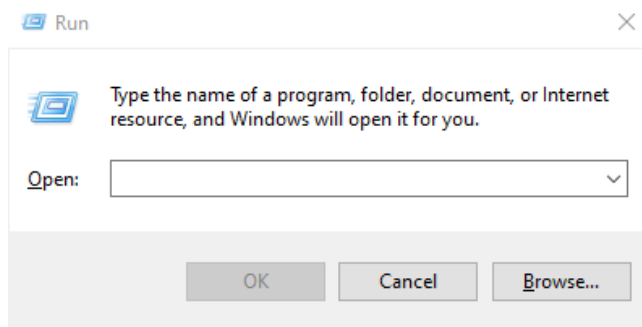 Run
Type the name of a program, folder, document, or Internet
resource, and Windows will open it for you.
Open:
OK Cancel Browse...